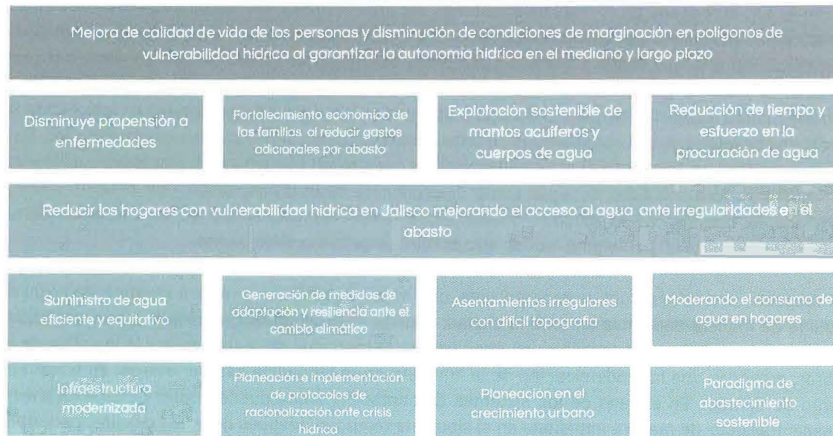 Mejora de calidad de vida de las personas y disminución de condiciones de marginación en polígonos de
vulnerabilidad hídrica al garantizar la autonomía hídrica en el mediano y largo plazo
Disminuye propensión a
enfermedades
Fortalecimiento económico de
las familias al reducir gastos
adicionales por abasto
Explotación sostenible de
mantos acuíferos y
cuerpos de agua
Reducción de tiempo y
esfuerzo en la
procuración de agua
Reducir los hogares con vulnerabilidad hídrica en Jalisco mejorando el acceso al agua ante irregularidades en el
abasto
Suministro de agua
eficiente y equitativo
Generación de medidas de
adaptación y resiliencia ante el
cambio climático
Asentamientos irregulares
con difícil topografía
Moderando el consumo de
agua en hogares
Infraestructura
modernizada
Planeación e implementación
de protocolos de
racionalización ante crisis
hídrica
Planeación en el
crecimiento urbano
Paradigma de
abastecimiento
sostenible